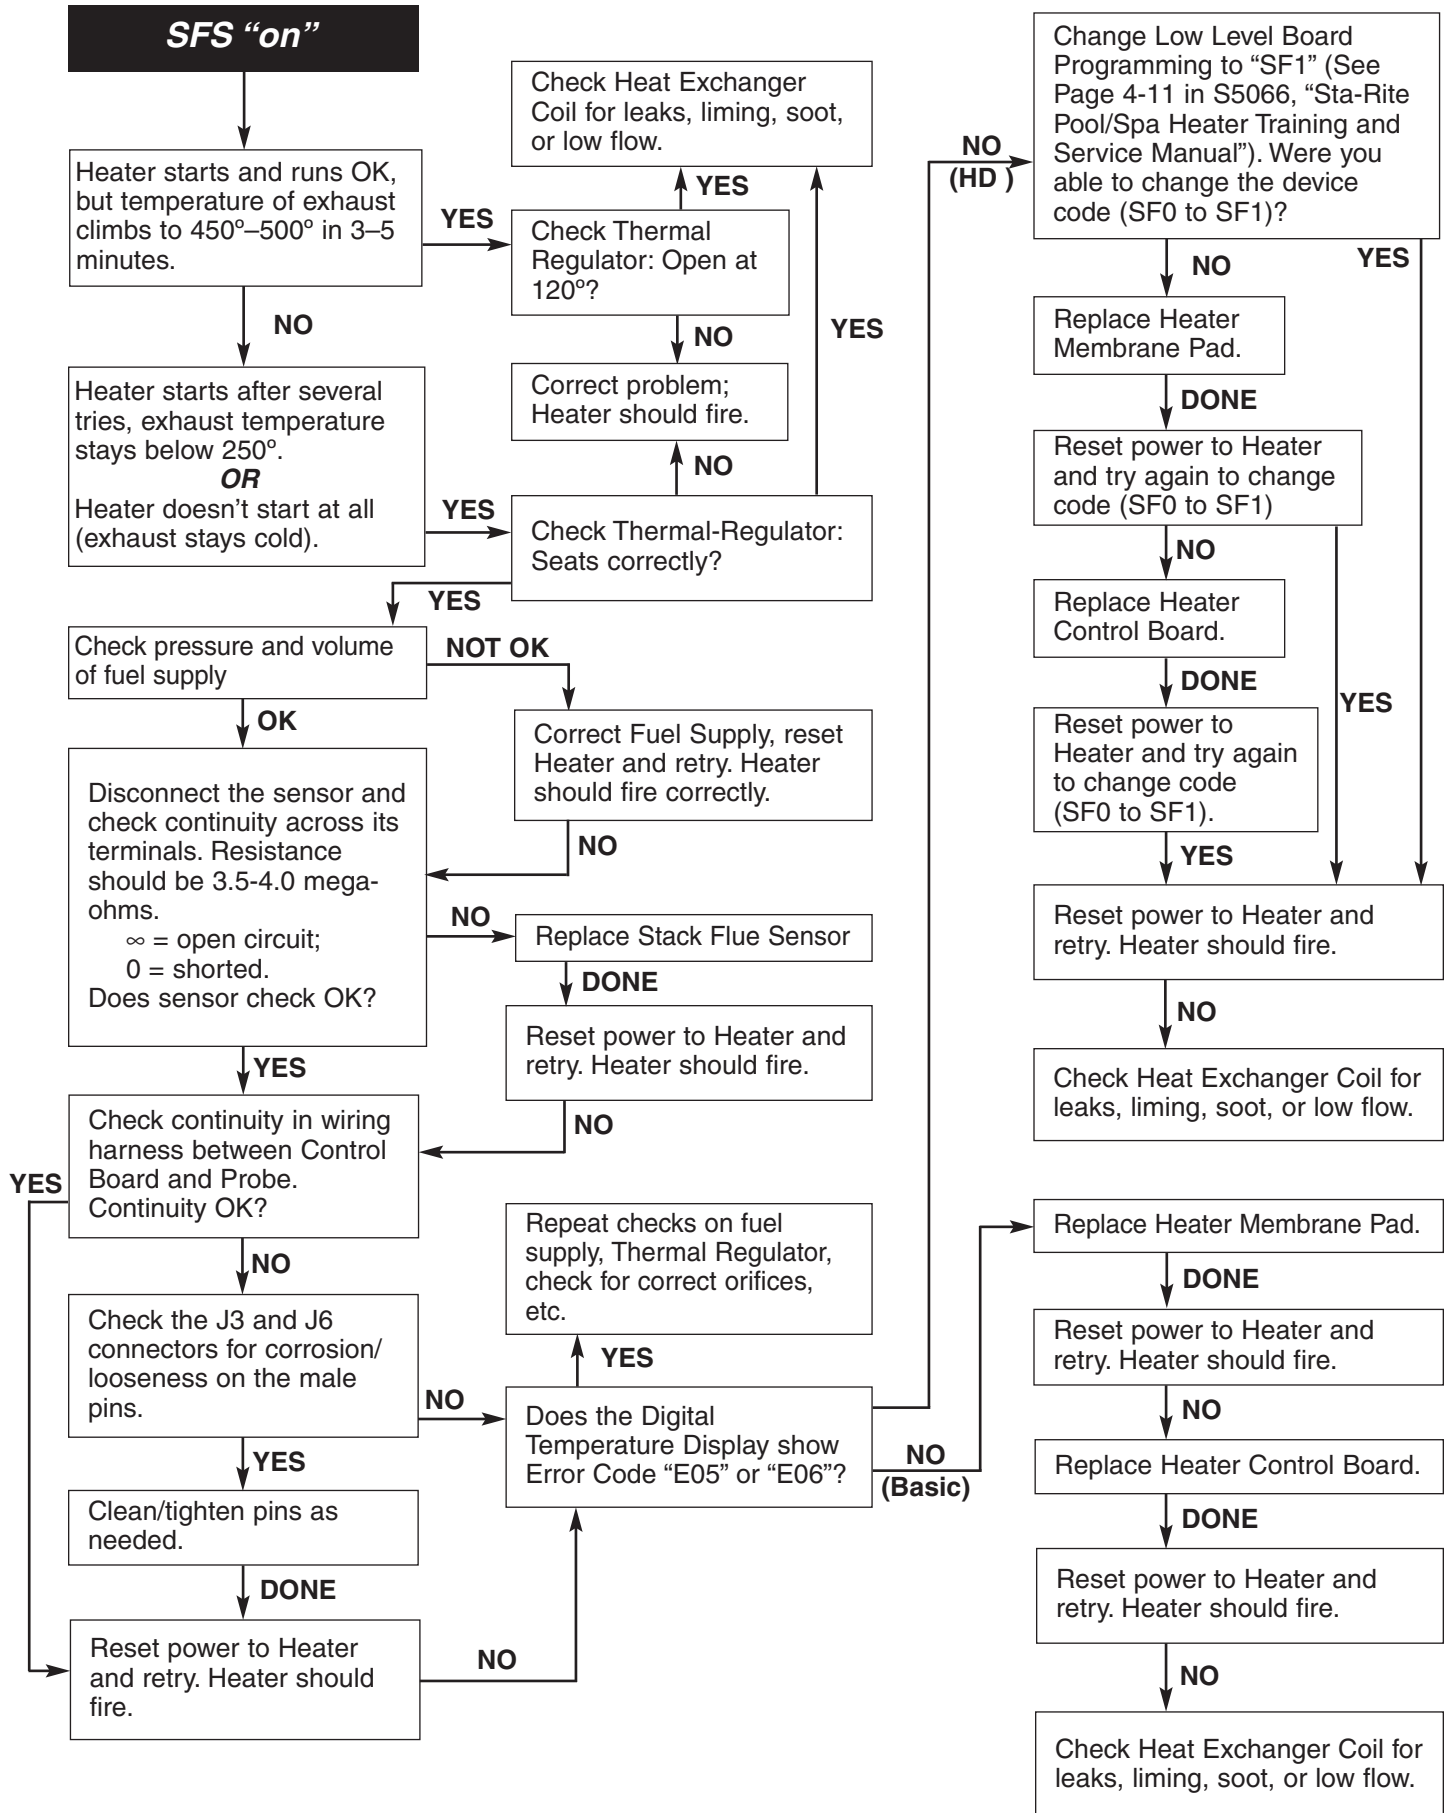 SFS “on”
Heater starts and runs OK,
but temperature of exhaust
climbs to 450º–500º in 3–5
minutes.
YES
NO
Check Heat Exchanger
Coil for leaks, liming, soot,
or low flow.
YES
Check Thermal
Regulator: Open at
120º?
NO
YES
Correct problem;
Heater should fire.
NO
Heater starts after several
tries, exhaust temperature
stays below 250º.
OR
Heater doesn’t start at all
(exhaust stays cold).
YES
Check Thermal-Regulator:
Seats correctly?
YES
Check pressure and volume
of fuel supply
NOT OK
OK
Correct Fuel Supply, reset
Heater and retry. Heater
should fire correctly.
NO
Disconnect the sensor and
check continuity across its
terminals. Resistance
should be 3.5-4.0 mega-
ohms.
∞ = open circuit;
0 = shorted.
Does sensor check OK?
NO
Replace Stack Flue Sensor
DONE
Reset power to Heater and
retry. Heater should fire.
NO
YES
Check continuity in wiring
harness between Control
Board and Probe.
Continuity OK?
YES
NO
Check the J3 and J6
connectors for corrosion/
looseness on the male
pins.
NO
YES
Clean/tighten pins as
needed.
DONE
Reset power to Heater
and retry. Heater should
fire.
NO
Repeat checks on fuel
supply, Thermal Regulator,
check for correct orifices,
etc.
YES
Does the Digital
Temperature Display show
Error Code “E05” or “E06”?
NO
(HD )
NO
(Basic)
Change Low Level Board
Programming to “SF1” (See
Page 4-11 in S5066, “Sta-Rite
Pool/Spa Heater Training and
Service Manual”). Were you
able to change the device
code (SF0 to SF1)?
NO
YES
Replace Heater
Membrane Pad.
DONE
Reset power to Heater
and try again to change
code (SF0 to SF1)
NO
YES
Replace Heater
Control Board.
DONE
Reset power to
Heater and try again
to change code
(SF0 to SF1).
YES
Reset power to Heater and
retry. Heater should fire.
NO
Check Heat Exchanger Coil for
leaks, liming, soot, or low flow.
Replace Heater Membrane Pad.
DONE
Reset power to Heater and
retry. Heater should fire.
NO
Replace Heater Control Board.
DONE
Reset power to Heater and
retry. Heater should fire.
NO
Check Heat Exchanger Coil for
leaks, liming, soot, or low flow.